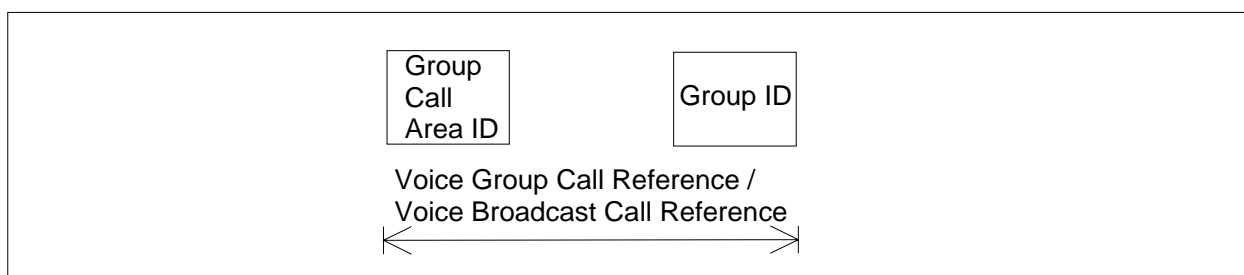 Group
Call
Area ID
Group ID
Voice Group Call Reference /
Voice Broadcast Call Reference